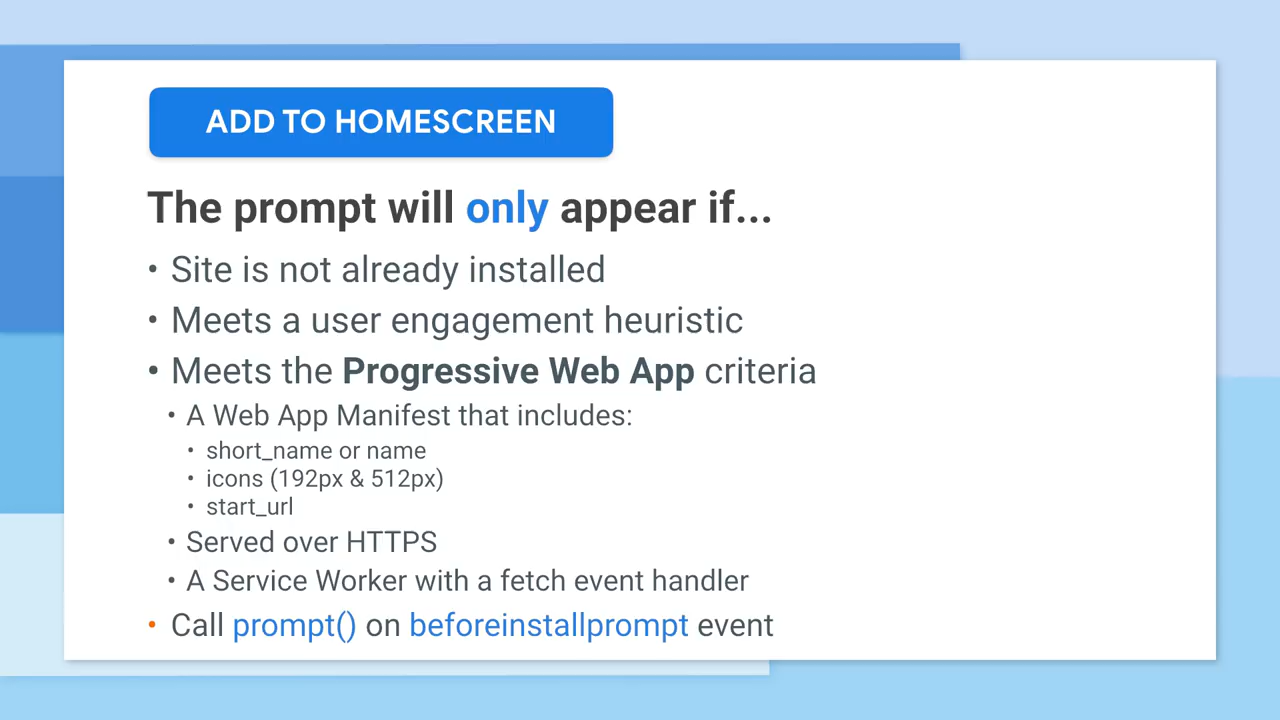 ADD TO HOMESCREEN
The prompt will only appear if...
• Site is not already installed
• Meets a user engagement heuristic
• Meets the Progressive Web App criteria
• A Web App Manifest that includes:
• short_name or name
• icons (192px & 512px)
• start_url
• Served over HTTPS
• A Service Worker with a fetch event handler
• Call prompt() on beforeinstallprompt event